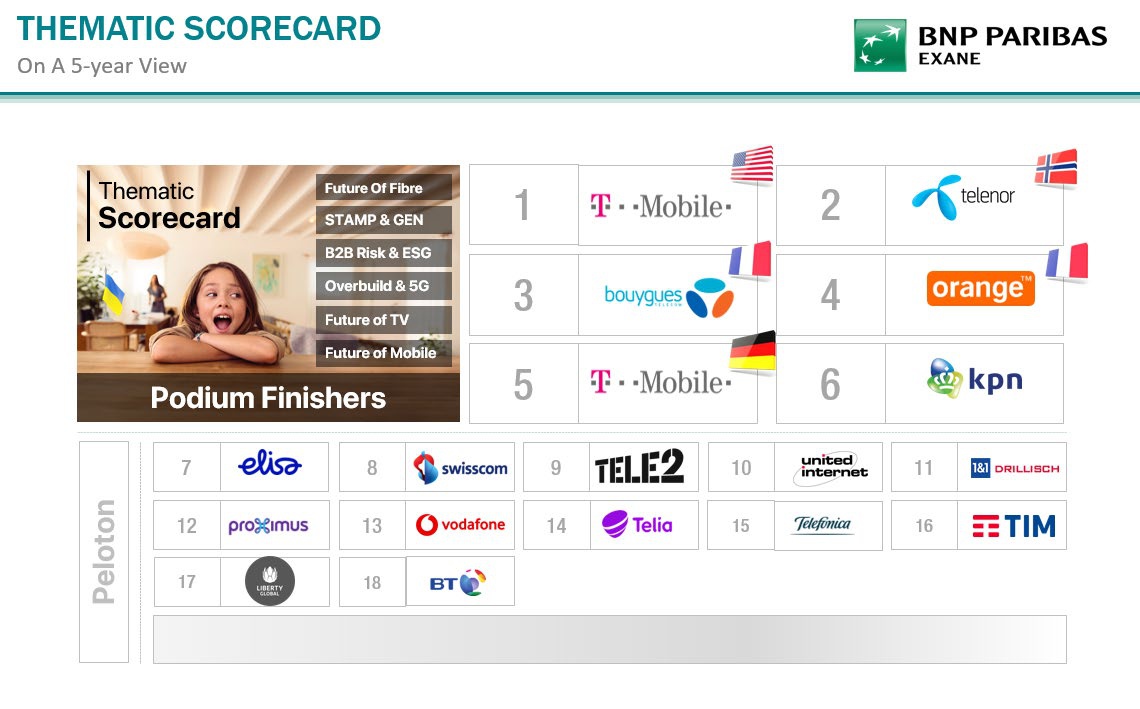 THEMATIC SCORECARD
On A 5-year View
BNP PARIBAS
EXANE
Thematic
Scorecard
Future Of Fibre
STAMP & GEN
B2B Risk & ESG
Overbuild & 5G
Future of TV
Future of Mobile
Podium Finishers
1
T··Mobile·
2
telenor
3
bouygues
TELECOM
4
orange™
5
T··Mobile·
6
kpn
Peloton
7
elisa
8
swisscom
9
TELE2
10
united
internet
11
1&1 DRILLISCH
12
proximus
13
vodafone
14
Telia
15
Telefónica
16
TIM
17
LIBERTY
GLOBAL
18
BT